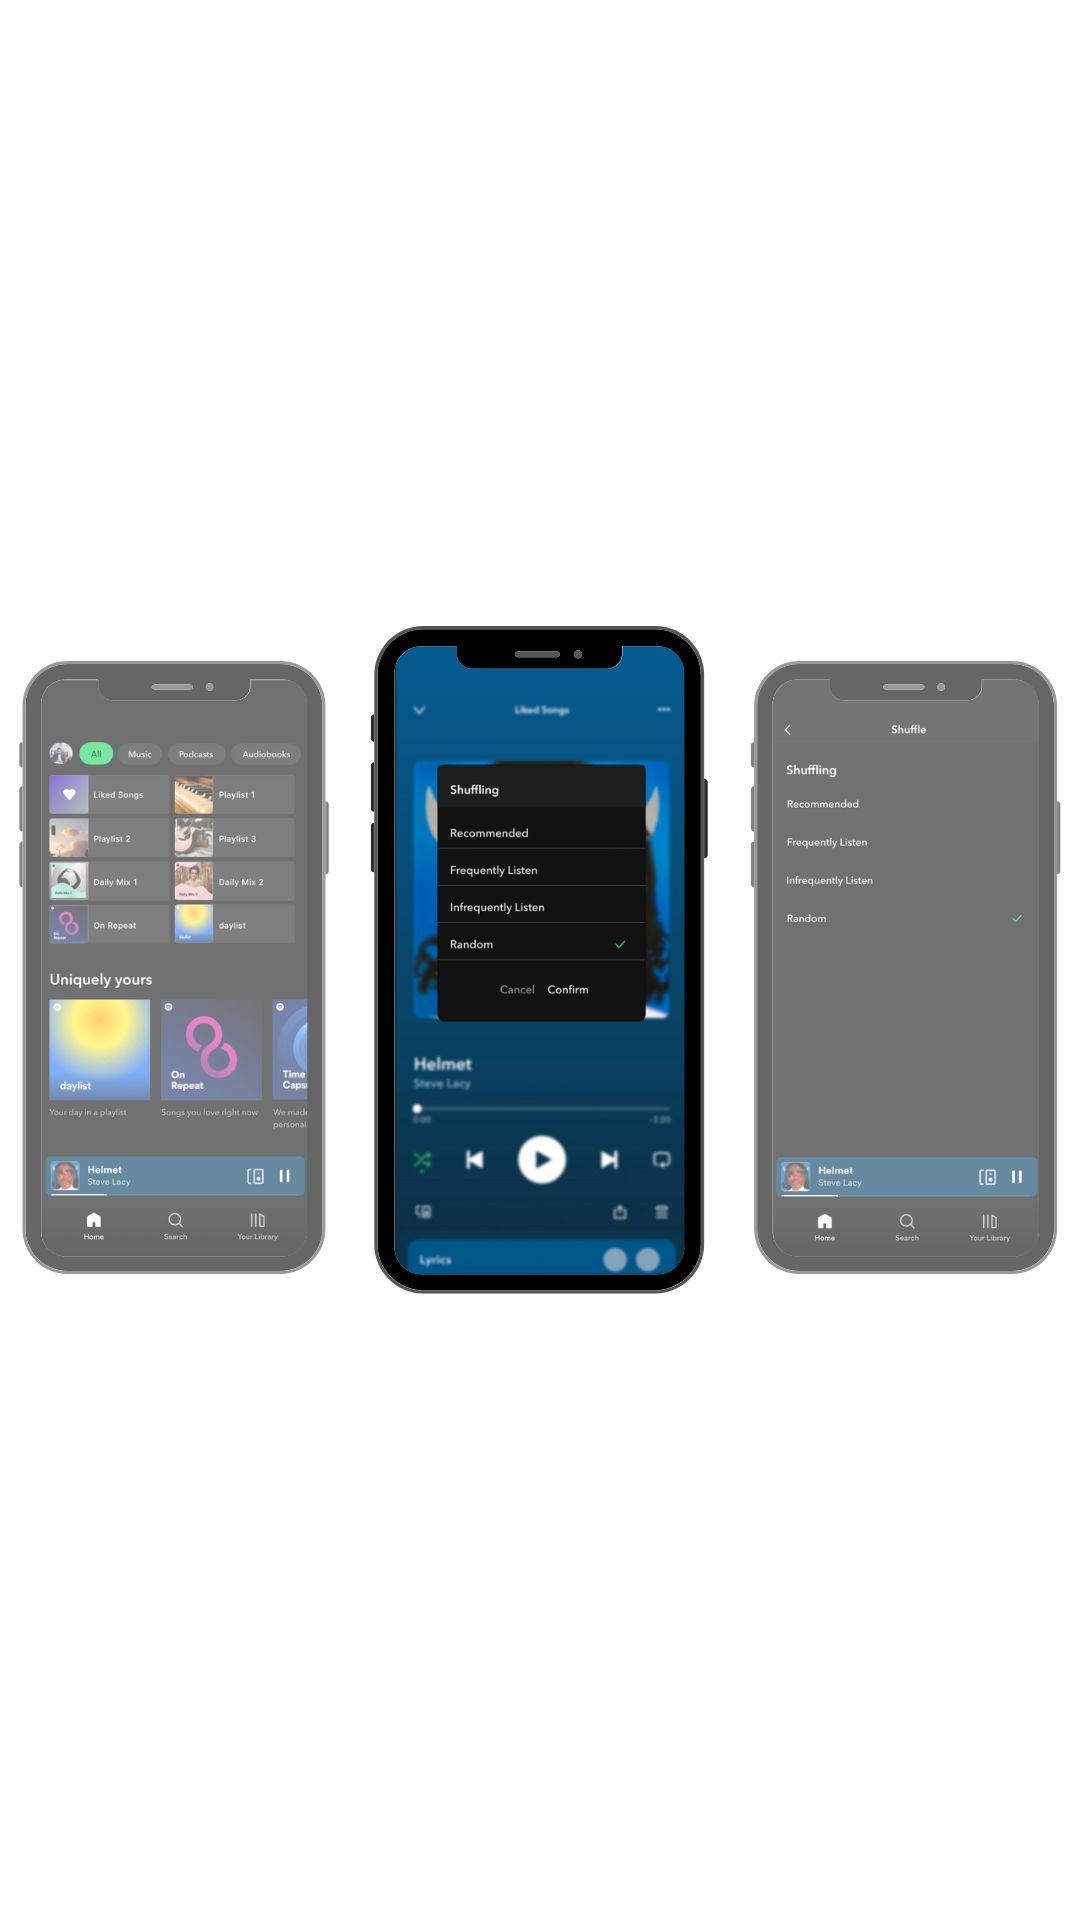 All
Music
Podcasts
Audiobooks
Liked Songs
Playlist 1
Playlist 2
Playlist 3
Daily Mix 1
Daily Mix 2
On Repeat
daylist
Uniquely yours
daylist
On
Repeat
Time
Caps
Your day in a playlist
Songs you love right now
We made
personal
Helmet
Steve Lacy
Home
Search
Your Library
Liked Songs
Shuffling
Recommended
Frequently Listen
Infrequently Listen
Random
Cancel
Confirm
Helmet
Steve Lacy
0:00
Lyrics
Shuffle
Shuffling
Recommended
Frequently Listen
Infrequently Listen
Random
Helmet
Steve Lacy
Home
Search
Your Library